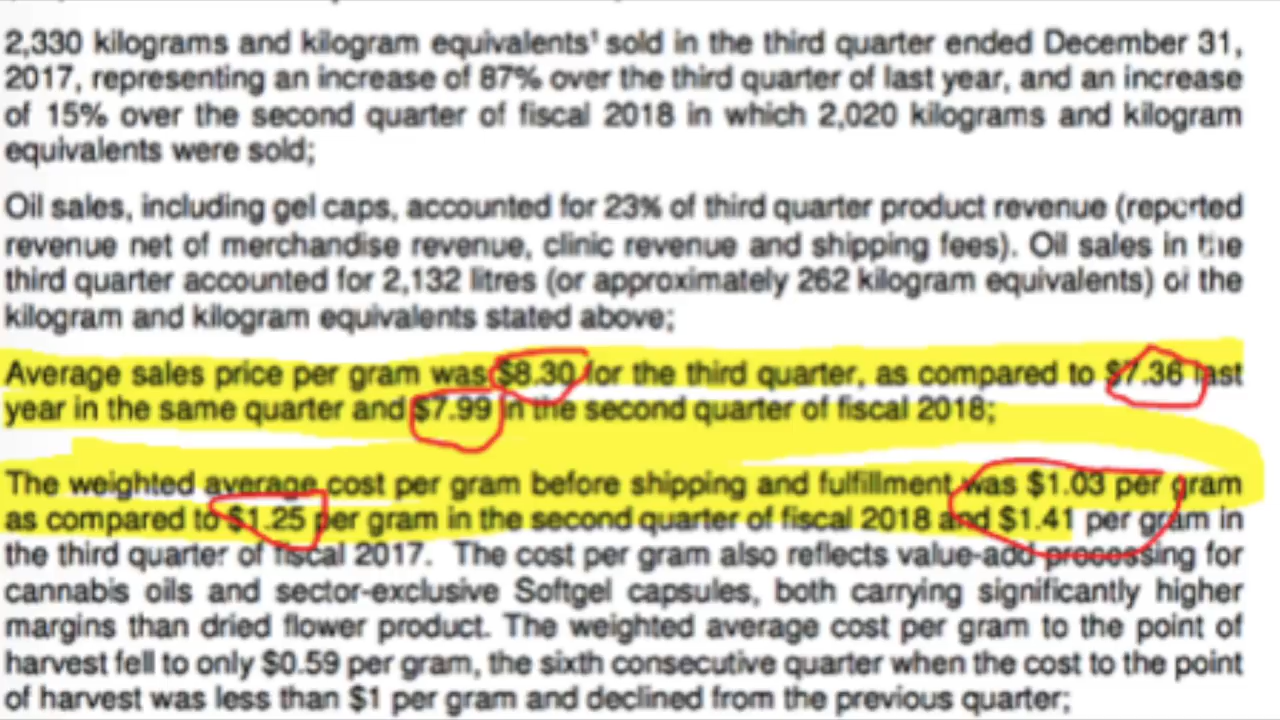 2,330 kilograms and kilogram equivalents¹ sold in the third quarter ended December 31,
2017, representing an increase of 87% over the third quarter of last year, and an increase
of 15% over the second quarter of fiscal 2018 in which 2,020 kilograms and kilogram
equivalents were sold;
Oil sales, including gel caps, accounted for 23% of third quarter product revenue (reported
revenue net of merchandise revenue, clinic revenue and shipping fees). Oil sales in the
third quarter accounted for 2,132 litres (or approximately 262 kilogram equivalents) of the
kilogram and kilogram equivalents stated above;
Average sales price per gram was $8.30 for the third quarter, as compared to $7.36 last
year in the same quarter and $7.99 in the second quarter of fiscal 2018;
The weighted average cost per gram before shipping and fulfillment was $1.03 per gram
as compared to $1.25 per gram in the second quarter of fiscal 2018 and $1.41 per gram in
the third quarter of fiscal 2017. The cost per gram also reflects value-add processing for
cannabis oils and sector-exclusive Softgel capsules, both carrying significantly higher
margins than dried flower product. The weighted average cost per gram to the point of
harvest fell to only $0.59 per gram, the sixth consecutive quarter when the cost to the point
of harvest was less than $1 per gram and declined from the previous quarter;